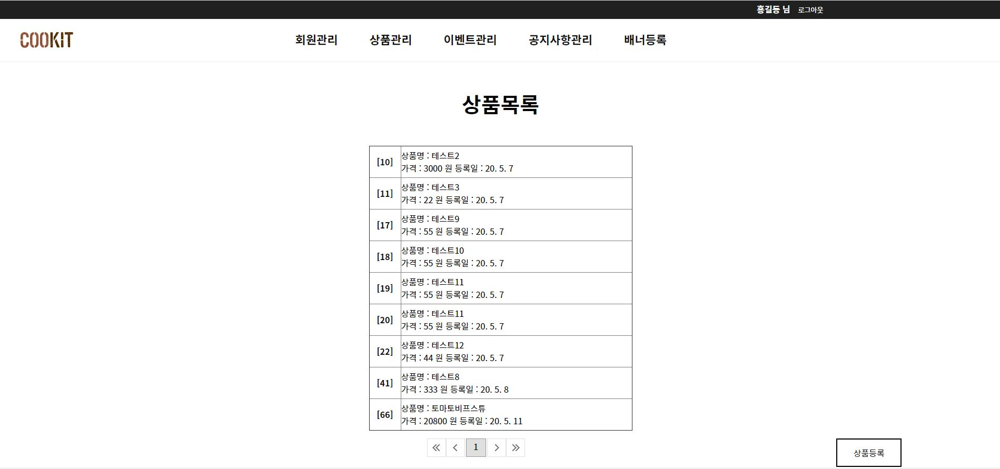 홍길동 님 로그아웃
COOKIT
회원관리 상품관리 이벤트관리 공지사항관리 배너등록
상품목록
[10]
상품명 : 테스트2
가격 : 3000 원 등록일 : 20. 5. 7
[11]
상품명 : 테스트3
가격 : 22 원 등록일 : 20. 5. 7
[17]
상품명 : 테스트9
가격 : 55 원 등록일 : 20. 5. 7
[18]
상품명 : 테스트10
가격 : 55 원 등록일 : 20. 5. 7
[19]
상품명 : 테스트11
가격 : 55 원 등록일 : 20. 5. 7
[20]
상품명 : 테스트11
가격 : 55 원 등록일 : 20. 5. 7
[22]
상품명 : 테스트12
가격 : 44 원 등록일 : 20. 5. 7
[41]
상품명 : 테스트8
가격 : 333 원 등록일 : 20. 5. 8
[66]
상품명 : 토마토비프스튜
가격 : 20800 원 등록일 : 20. 5. 11
1
상품등록